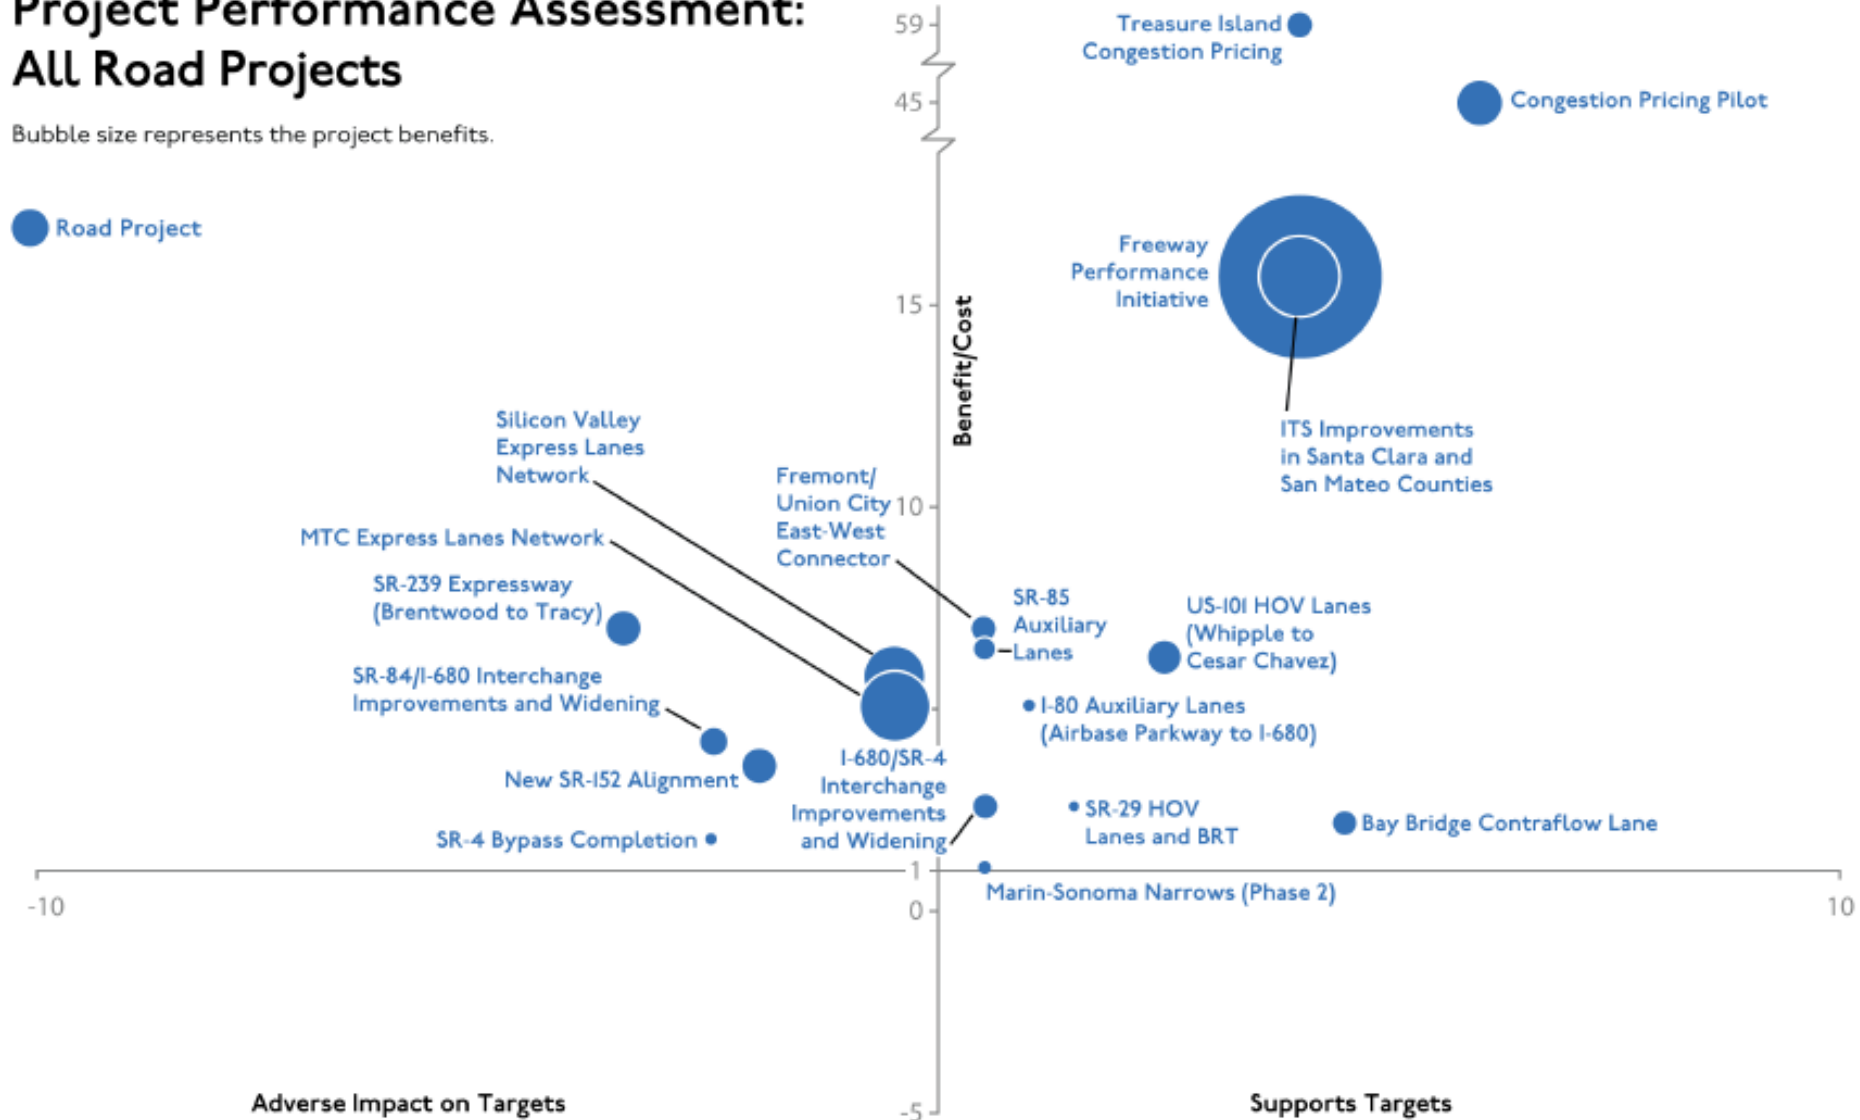 Project Performance Assessment:
All Road Projects
Bubble size represents the project benefits.
Road Project
59
Treasure Island
Congestion Pricing
45
Congestion Pricing Pilot
Freeway
Performance
Initiative
15
Benefit/Cost
ITS Improvements
in Santa Clara and
San Mateo Counties
Silicon Valley
Express Lanes
Network
Fremont/
Union City
East-West
Connector
10
MTC Express Lanes Network
SR-239 Expressway
(Brentwood to Tracy)
SR-85
Auxiliary
Lanes
US-101 HOV Lanes
(Whipple to
Cesar Chavez)
SR-84/I-680 Interchange
Improvements and Widening
I-80 Auxiliary Lanes
(Airbase Parkway to I-680)
New SR-152 Alignment
I-680/SR-4
Interchange
Improvements
and Widening
SR-29 HOV
Lanes and BRT
Bay Bridge Contraflow Lane
SR-4 Bypass Completion
1
Marin-Sonoma Narrows (Phase 2)
-10
0
10
Adverse Impact on Targets
-5
Supports Targets